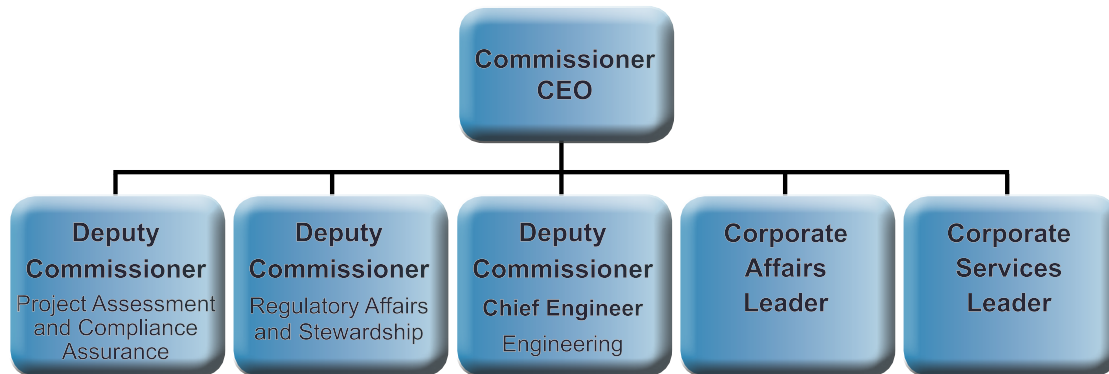 Commissioner
CEO
Deputy
Commissioner
Project Assessment
and Compliance
Assurance
Deputy
Commissioner
Regulatory Affairs
and Stewardship
Deputy
Commissioner
Chief Engineer
Engineering
Corporate
Affairs
Leader
Corporate
Services
Leader